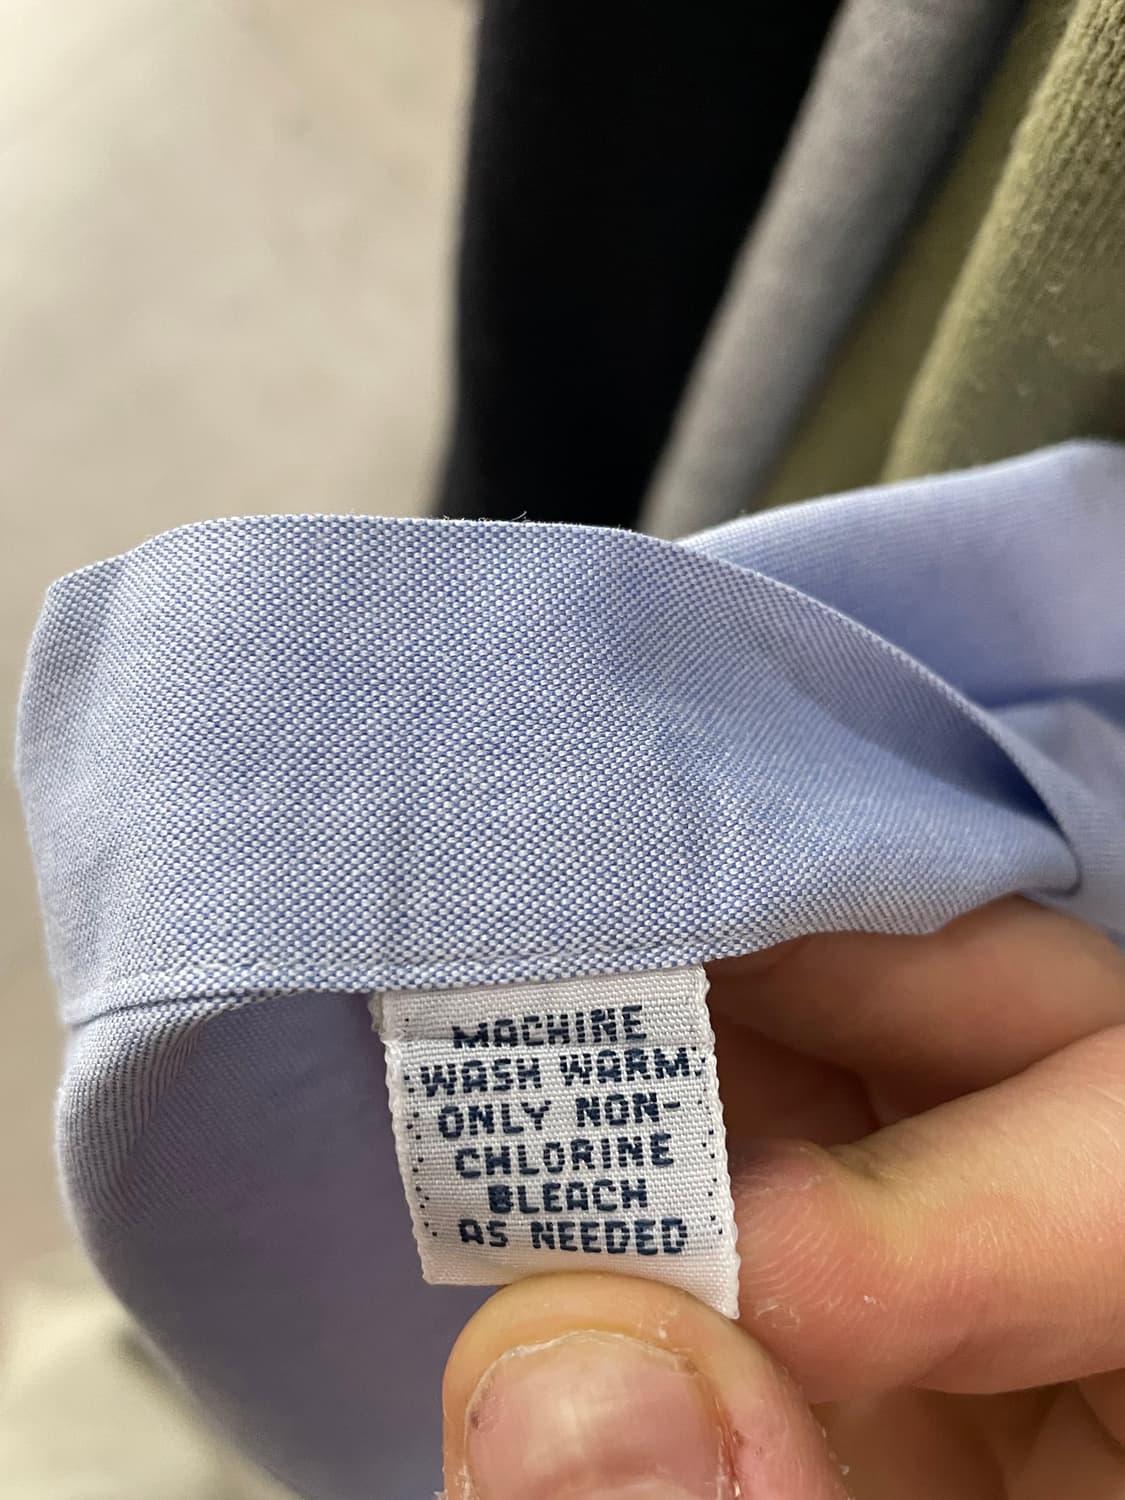 MACHINE
WASH WARM
ONLY NON-
CHLORINE
BLEACH
AS NEEDED